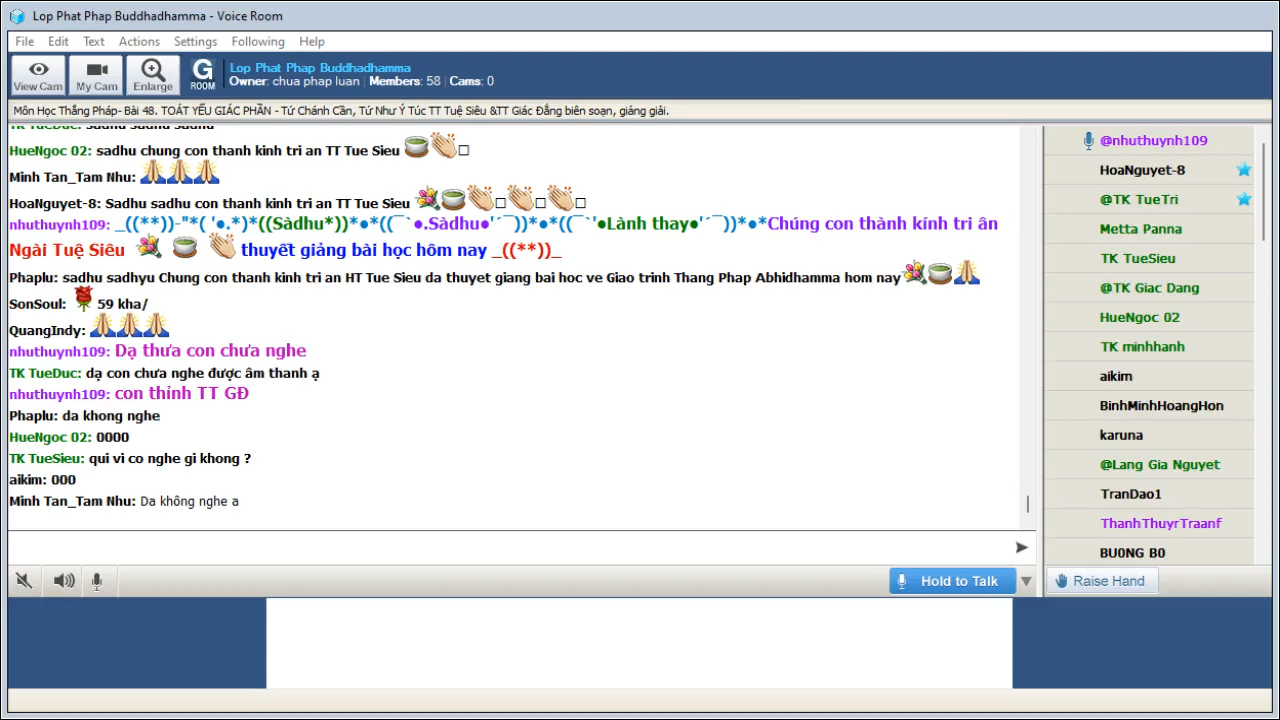 Lop Phat Phap Buddhadhamma - Voice Room
File Edit Text Actions Settings Following Help
View Cam My Cam Enlarge G ROOM
Lop Phat Phap Buddhadhamma
Owner: chua phap luan Members: 58 Cams: 0
Môn Học Thắng Pháp- Bài 48. TOÁT YẾU GIÁC PHẦN - Tứ Chánh Cần, Tứ Như Ý Túc TT Tuệ Siêu &TT Giác Đẳng biên soạn, giảng giải.
TK TueDuc: sadhu sadhu sadhu
HueNgoc 02: sadhu chung con thanh kinh tri an TT Tue Sieu 🍵👏□
Minh Tan_Tam Nhu: 🙏🙏🙏
HoaNguyet-8: Sadhu sadhu con thanh kinh tri an TT Tue Sieu 💐🍵👏□👏□👏□
nhuthuynh109: _((**))-"*( '●.*)*((Sàdhu*))*●*((¯`●.Sàdhu●'´¯))*●*((¯`'●Lành thay●'´¯))*●*Chúng con thành kính tri ân
Ngài Tuệ Siêu 💐 🍵 👏 thuyết giảng bài học hôm nay _((**))_
Phaplu: sadhu sadhyu Chung con thanh kinh tri an HT Tue Sieu da thuyet giang bai hoc ve Giao trinh Thang Phap Abhidhamma hom nay💐🍵🙏
SonSoul: 🌹 59 kha/
QuangIndy: 🙏🙏🙏
nhuthuynh109: Dạ thưa con chưa nghe
TK TueDuc: dạ con chưa nghe được âm thanh ạ
nhuthuynh109: con thỉnh TT GĐ
Phaplu: da khong nghe
HueNgoc 02: 0000
TK TueSieu: qui vi co nghe gi khong ?
aikim: 000
Minh Tan_Tam Nhu: Da không nghe a
@nhuthuynh109
HoaNguyet-8
@TK TueTri
Metta Panna
TK TueSieu
@TK Giac Dang
HueNgoc 02
TK minhhanh
aikim
BinhMinhHoangHon
karuna
@Lang Gia Nguyet
TranDao1
ThanhThuyrTraanf
BU0NG B0
Hold to Talk
Raise Hand